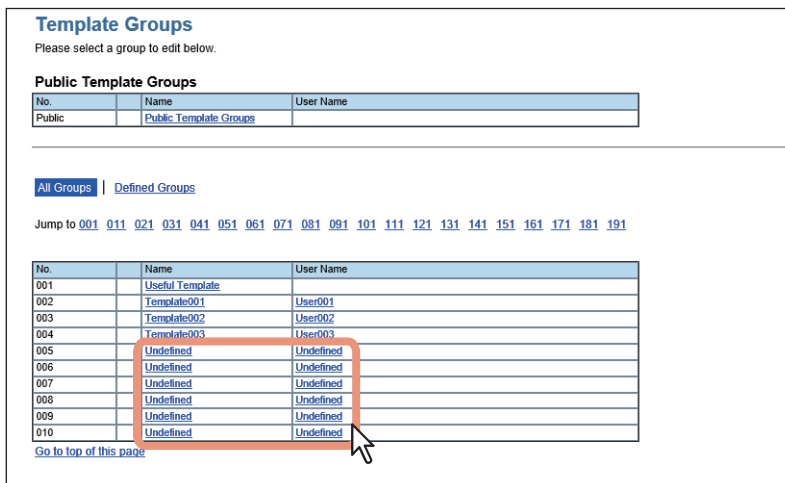 Template Groups
Please select a group to edit below.
Public Template Groups
No. Name User Name
Public Public Template Groups
All Groups | Defined Groups
Jump to 001 011 021 031 041 051 061 071 081 091 101 111 121 131 141 151 161 171 181 191
No. Name User Name
001 Useful Template
002 Template001 User001
003 Template002 User002
004 Template003 User003
005 Undefined Undefined
006 Undefined Undefined
007 Undefined Undefined
008 Undefined Undefined
009 Undefined Undefined
010 Undefined Undefined
Go to top of this page